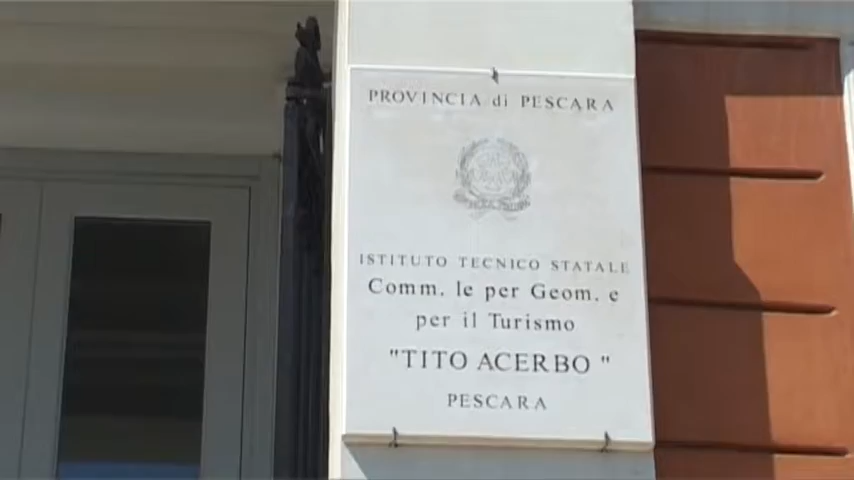 PROVINCIA di PESCARA
ISTITUTO TECNICO STATALE
Comm. le per Geom. e
per il Turismo
"TITO ACERBO "
PESCARA